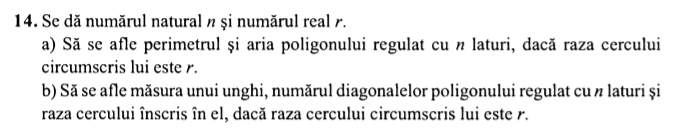 14. Se dă numărul natural n și numărul real r.
a) Să se afle perimetrul și aria poligonului regulat cu n laturi, dacă raza cercului
circumscris lui este r.
b) Să se afle măsura unui unghi, numărul diagonalelor poligonului regulat cu n laturi și
raza cercului înscris în el, dacă raza cercului circumscris lui este r.